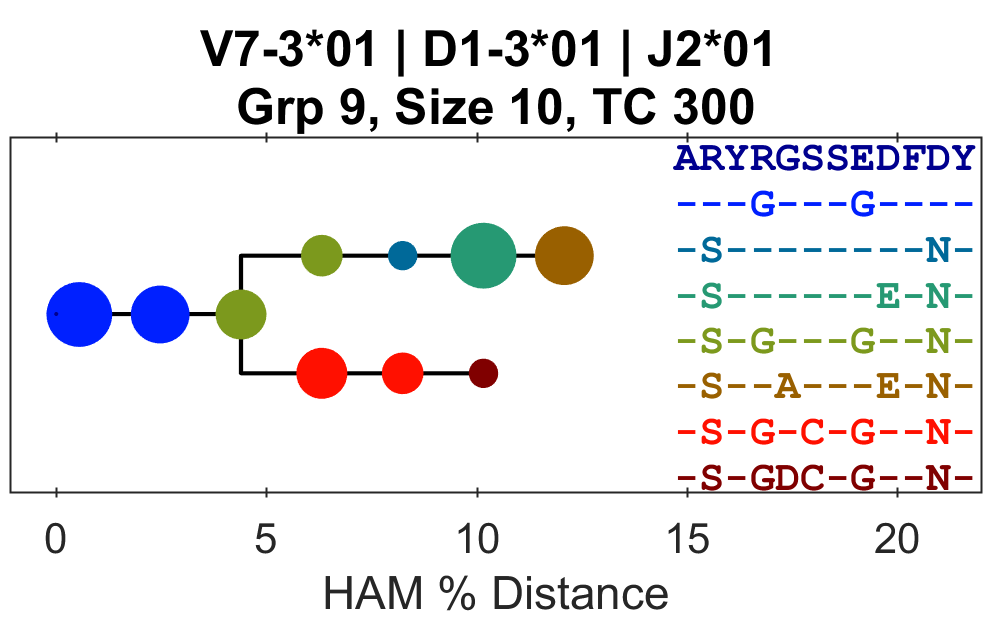 V7-3*01 | D1-3*01 | J2*01
Grp 9, Size 10, TC 300
ARYRGSSEDFDY
---G---G----
-S--------N-
-S------E-N-
-S-G---G--N-
-S--A---E-N-
-S-G-C-G--N-
-S-GDC-G--N-
0 5 10 15 20
HAM % Distance